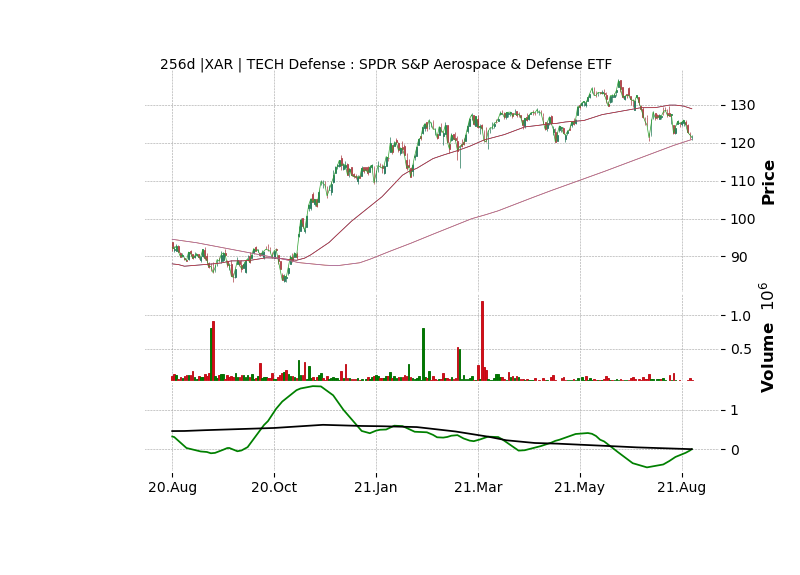 256d |XAR | TECH Defense : SPDR S&P Aerospace & Defense ETF
130
120
110
100
90
Price
10^6
1.0
0.5
Volume
1
0
20.Aug
20.Oct
21.Jan
21.Mar
21.May
21.Aug